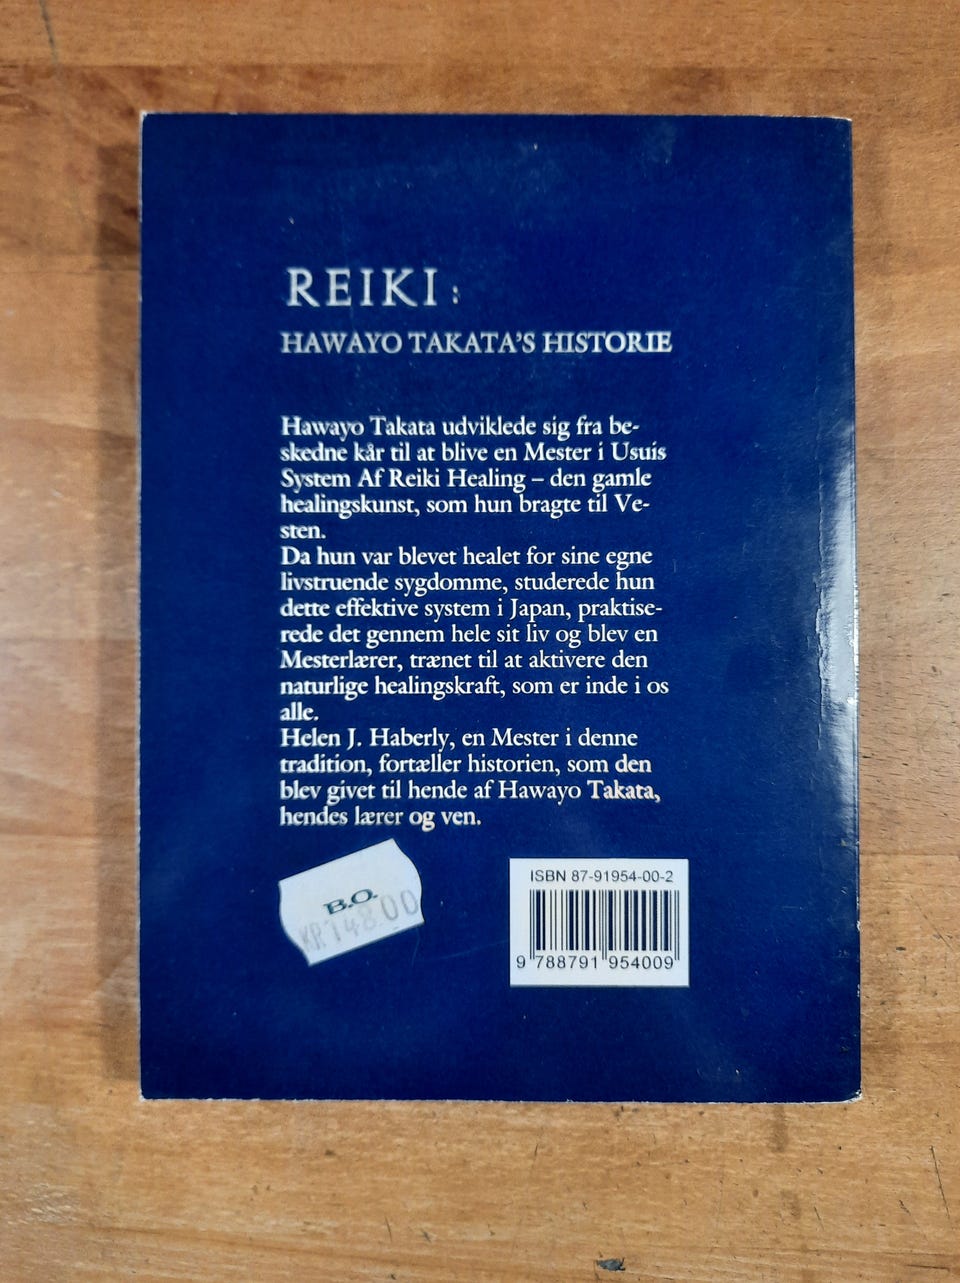 REIKI:
HAWAYO TAKATA'S HISTORIE
Hawayo Takata udviklede sig fra be-
skedne kår til at blive en Mester i Usuis
System Af Reiki Healing – den gamle
healingskunst, som hun bragte til Ve-
sten.
Da hun var blevet healet for sine egne
livstruende sygdomme, studerede hun
dette effektive system i Japan, praktise-
rede det gennem hele sit liv og blev en
Mesterlærer, trænet til at aktivere den
naturlige healingskraft, som er inde i os
alle.
Helen J. Haberly, en Mester i denne
tradition, fortæller historien, som den
blev givet til hende af Hawayo Takata,
hendes lærer og ven.
B.O.
KR 148.00
ISBN 87-91954-00-2
9 788791 954009